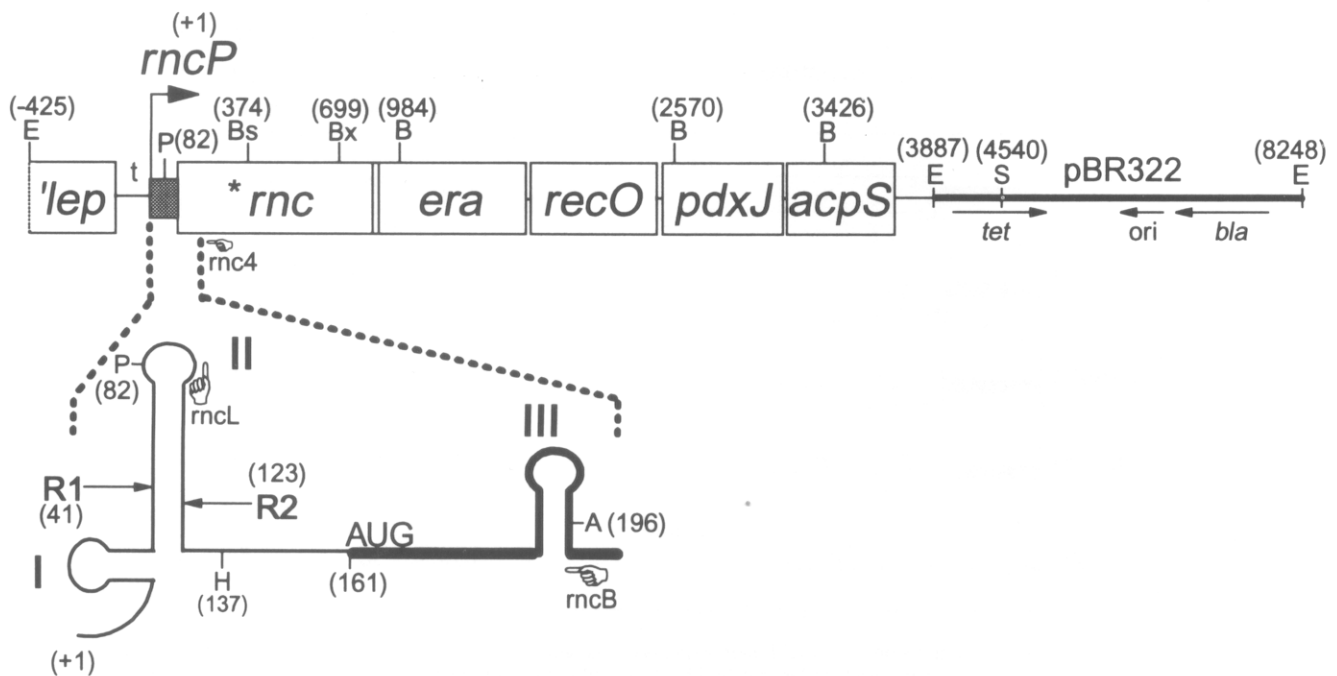 (+1)
rncP
(-425) (374) (699) (984) (2570) (3426)
E P(82) Bs Bx B B B (3887) (4540) pBR322 (8248)
t E S E
'lep * rnc era recO pdxJ acpS
tet ori bla
rnc4
II
P
(82)
rncL
III
R1 (123)
(41) R2
A (196)
AUG
I
H (161)
(137) rncB
(+1)